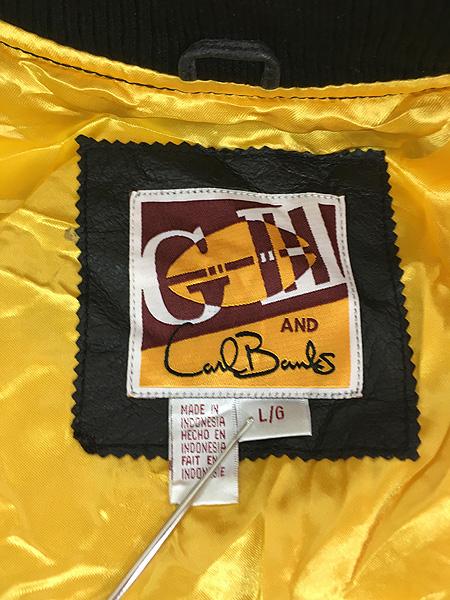 G-III
AND
Carl Banks
L/G
MADE IN
INDONESIA
HECHO EN
INDONESIA
FAIT EN
INDONESIE